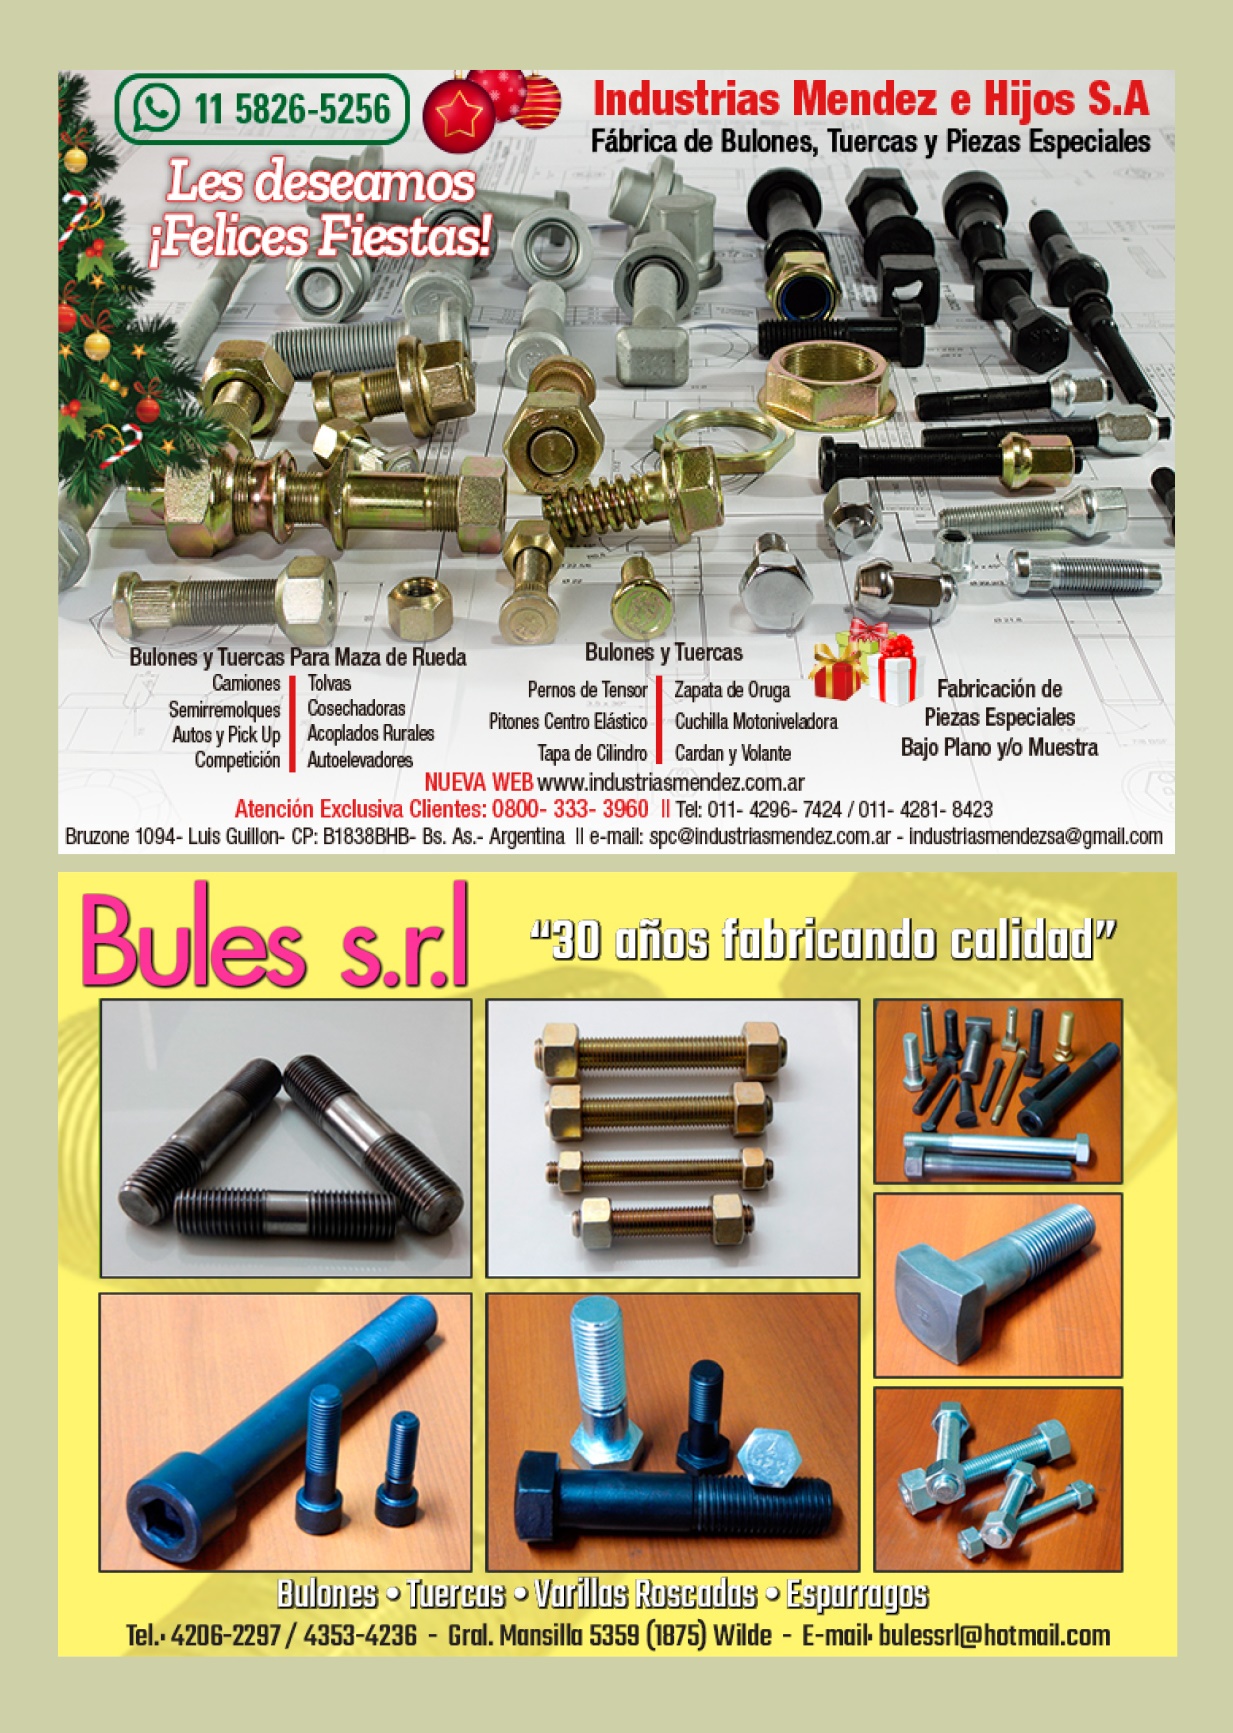 11 5826-5256
Industrias Mendez e Hijos S.A
Fábrica de Bulones, Tuercas y Piezas Especiales
Les deseamos
¡Felices Fiestas!
Bulones y Tuercas Para Maza de Rueda
Camiones
Semirremolques
Autos y Pick Up
Competición
Tolvas
Cosechadoras
Acoplados Rurales
Autoelevadores
Bulones y Tuercas
Pernos de Tensor
Pitones Centro Elástico
Tapa de Cilindro
Zapata de Oruga
Cuchilla Motoniveladora
Cardan y Volante
Fabricación de
Piezas Especiales
Bajo Plano y/o Muestra
NUEVA WEB www.industriasmendez.com.ar
Atención Exclusiva Clientes: 0800- 333- 3960 || Tel: 011- 4296- 7424 / 011- 4281- 8423
Bruzone 1094- Luis Guillon- CP: B1838BHB- Bs. As.- Argentina || e-mail: spc@industriasmendez.com.ar - industriasmendezsa@gmail.com
Bules s.r.l
“30 años fabricando calidad”
Bulones • Tuercas • Varillas Roscadas • Esparragos
Tel.: 4206-2297 / 4353-4236 - Gral. Mansilla 5359 (1875) Wilde - E-mail: bulessrl@hotmail.com